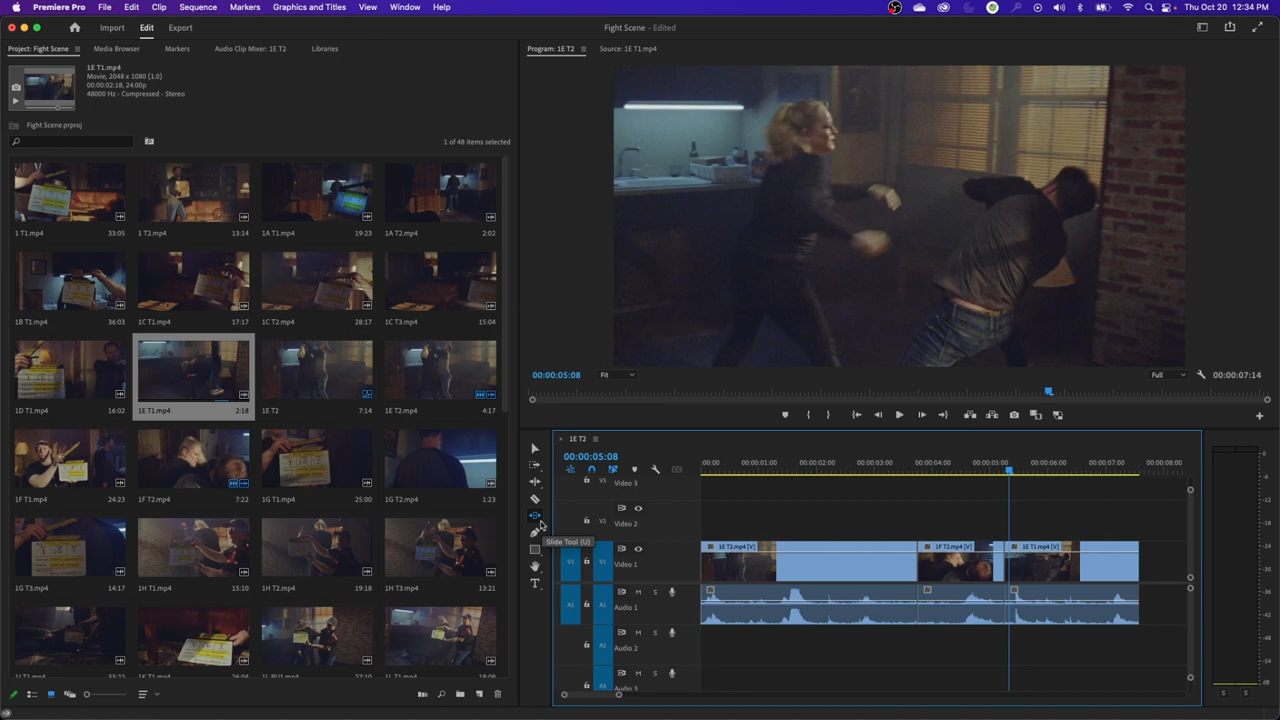 Premiere Pro File Edit Clip Sequence Markers Graphics and Titles View Window Help
Thu Oct 20 12:34 PM
Import Edit Export
Fight Scene - Edited
Project: Fight Scene Media Browser Markers Audio Clip Mixer: 1E T2 Libraries
Program: 1E T2 Source: 1E T1.mp4
1E T1.mp4
Movie, 2048 x 1080 (1.0)
00:00:02:18, 24.00p
48000 Hz - Compressed - Stereo
Fight Scene.prproj
1 of 48 items selected
1 T1.mp4 33:05 1 T2.mp4 13:14 1A T1.mp4 19:23 1A T2.mp4 2:02
1B T1.mp4 36:03 1C T1.mp4 17:17 1C T2.mp4 28:17 1C T3.mp4 15:04
1D T1.mp4 16:02 1E T1.mp4 2:18 1E T2 7:14 1E T2.mp4 4:17
1F T1.mp4 24:23 1F T2.mp4 7:22 1G T1.mp4 25:00 1G T2.mp4 1:23
1G T3.mp4 14:17 1H T1.mp4 15:10 1H T2.mp4 19:18 1H T3.mp4 13:21
00:00:05:08 Fit Full 00:00:07:14
1E T2
00:00:05:08
:00:00 00:00:01:00 00:00:02:00 00:00:03:00 00:00:04:00 00:00:05:00 00:00:06:00 00:00:07:00 00:00:08:00
V3 Video 3
V2 Video 2
Slide Tool (U)
V1 V1 Video 1
1E T2.mp4 [V] 1F T2.mp4 [V] 1E T1.mp4 [V]
A1 A1 M S Audio 1
A2 M S Audio 2
A3 M S Audio 3
S S